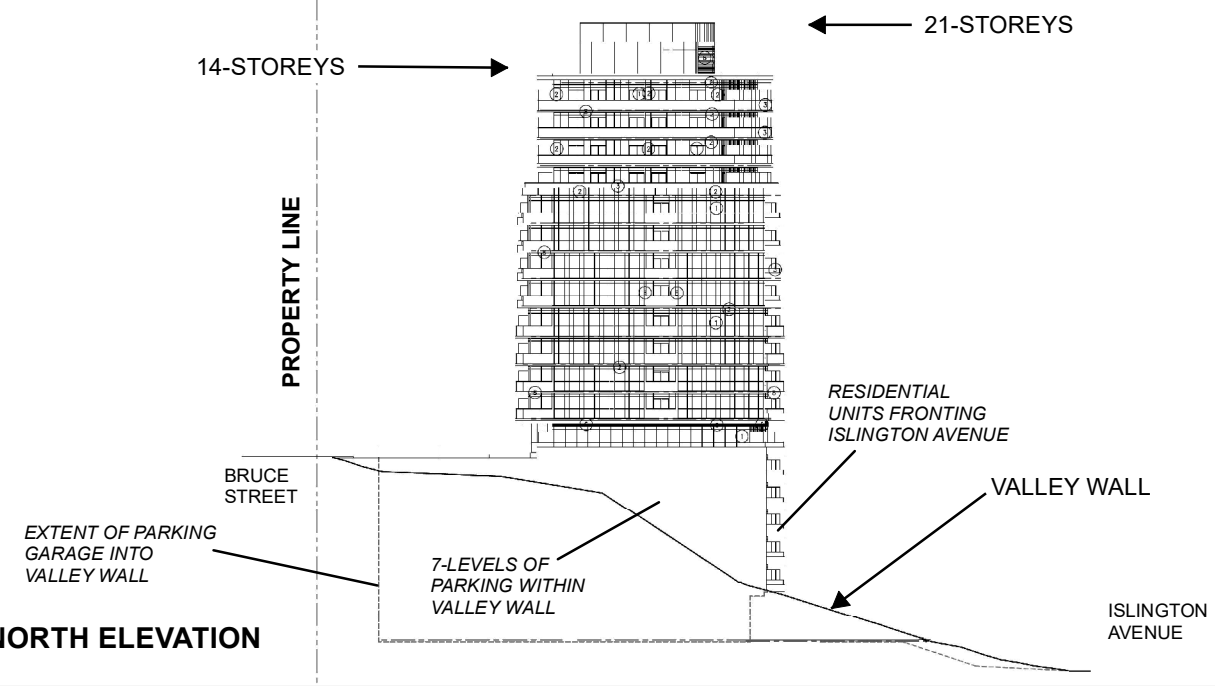 21-STOREYS
14-STOREYS
PROPERTY LINE
RESIDENTIAL
UNITS FRONTING
ISLINGTON AVENUE
BRUCE
STREET
VALLEY WALL
EXTENT OF PARKING
GARAGE INTO
VALLEY WALL
7-LEVELS OF
PARKING WITHIN
VALLEY WALL
ISLINGTON
AVENUE
NORTH ELEVATION